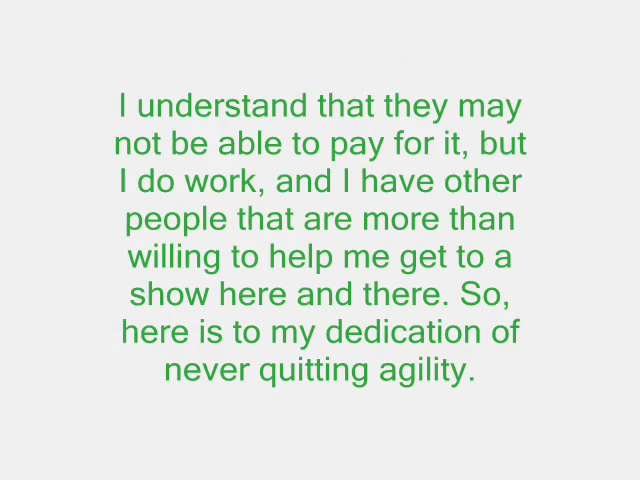 I understand that they may
not be able to pay for it, but
I do work, and I have other
people that are more than
willing to help me get to a
show here and there. So,
here is to my dedication of
never quitting agility.